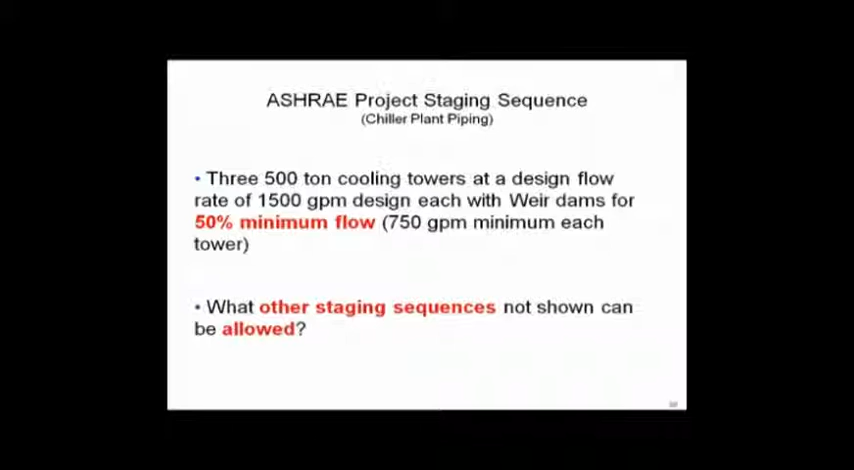 ASHRAE Project Staging Sequence
(Chiller Plant Piping)
• Three 500 ton cooling towers at a design flow
rate of 1500 gpm design each with Weir dams for
50% minimum flow (750 gpm minimum each
tower)
• What other staging sequences not shown can
be allowed?